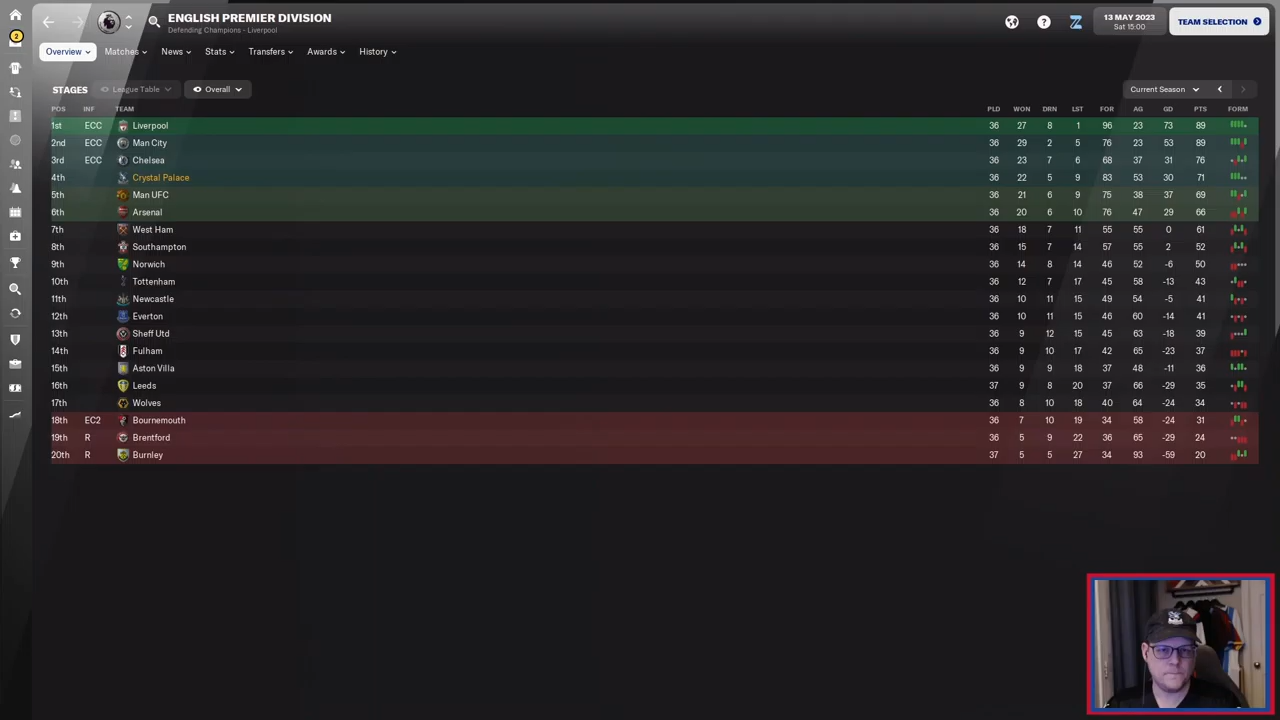 ENGLISH PREMIER DIVISION
Defending Champions - Liverpool
13 MAY 2023
Sat 15:00
TEAM SELECTION
2
Overview Matches News Stats Transfers Awards History
STAGES League Table Overall Current Season
POS INF TEAM PLD WON DRN LST FOR AG GD PTS FORM
1st ECC Liverpool 36 27 8 1 96 23 73 89
2nd ECC Man City 36 29 2 5 76 23 53 89
3rd ECC Chelsea 36 23 7 6 68 37 31 76
4th Crystal Palace 36 22 5 9 83 53 30 71
5th Man UFC 36 21 6 9 75 38 37 69
6th Arsenal 36 20 6 10 76 47 29 66
7th West Ham 36 18 7 11 55 55 0 61
8th Southampton 36 15 7 14 57 55 2 52
9th Norwich 36 14 8 14 46 52 -6 50
10th Tottenham 36 12 7 17 45 58 -13 43
11th Newcastle 36 10 11 15 49 54 -5 41
12th Everton 36 10 11 15 46 60 -14 41
13th Sheff Utd 36 9 12 15 45 63 -18 39
14th Fulham 36 9 10 17 42 65 -23 37
15th Aston Villa 36 9 9 18 37 48 -11 36
16th Leeds 37 9 8 20 37 66 -29 35
17th Wolves 36 8 10 18 40 64 -24 34
18th EC2 Bournemouth 36 7 10 19 34 58 -24 31
19th R Brentford 36 5 9 22 36 65 -29 24
20th R Burnley 37 5 5 27 34 93 -59 20